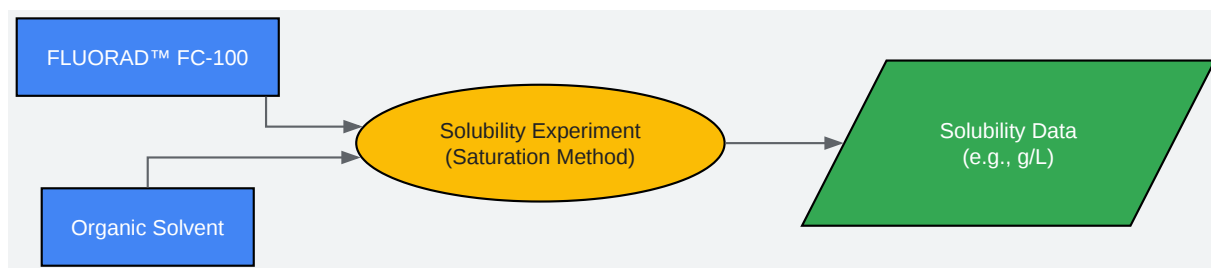 FLUORAD™ FC-100
Organic Solvent
Solubility Experiment
(Saturation Method)
Solubility Data
(e.g., g/L)